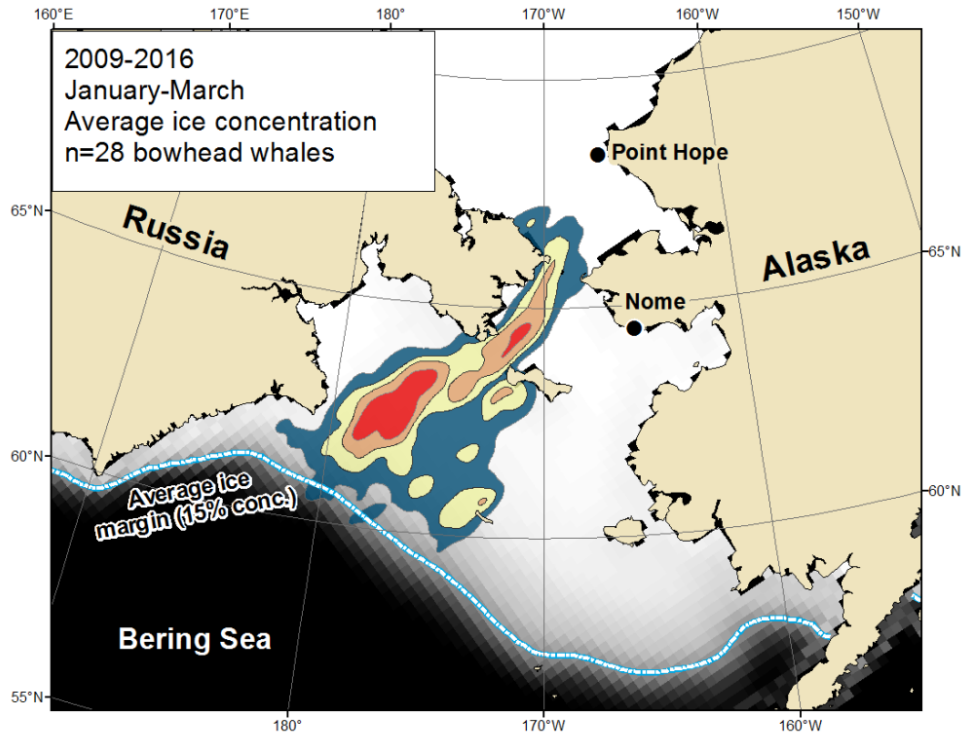 160°E 170°E 180° 170°W 160°W 150°W
2009-2016
January-March
Average ice concentration
n=28 bowhead whales
Point Hope
65°N
Russia
Alaska
65°N
Nome
60°N
Average ice
margin (15% conc.)
60°N
Bering Sea
55°N
180° 170°W 160°W